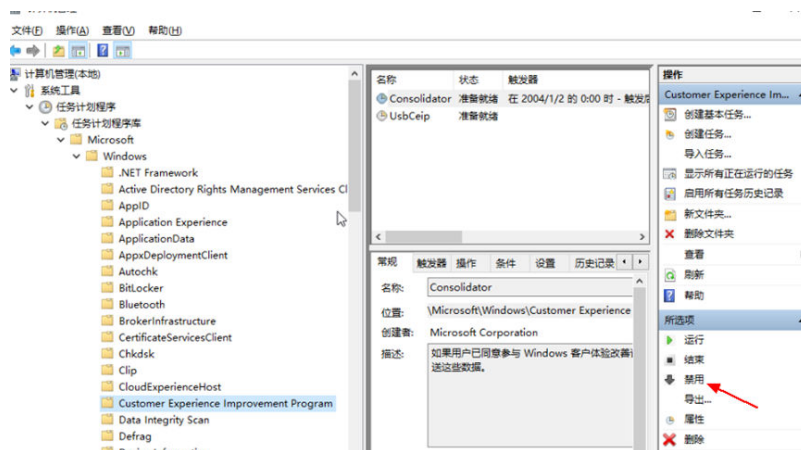 文件(F) 操作(A) 查看(V) 帮助(H)
计算机管理(本地)
系统工具
任务计划程序
任务计划程序库
Microsoft
Windows
.NET Framework
Active Directory Rights Management Services Cl
AppID
Application Experience
ApplicationData
AppxDeploymentClient
Autochk
BitLocker
Bluetooth
BrokerInfrastructure
CertificateServicesClient
Chkdsk
Clip
CloudExperienceHost
Customer Experience Improvement Program
Data Integrity Scan
Defrag
名称 状态 触发器
Consolidator 准备就绪 在 2004/1/2 的 0:00 时 - 触发后
UsbCeip 准备就绪
常规 触发器 操作 条件 设置 历史记录
名称: Consolidator
位置: \Microsoft\Windows\Customer Experience
创建者: Microsoft Corporation
描述: 如果用户已同意参与 Windows 客户体验改善计
送这些数据。
操作
Customer Experience Im...
创建基本任务...
创建任务...
导入任务...
显示所有正在运行的任务
启用所有任务历史记录
新文件夹...
删除文件夹
查看
刷新
帮助
所选项
运行
结束
禁用
导出...
属性
删除